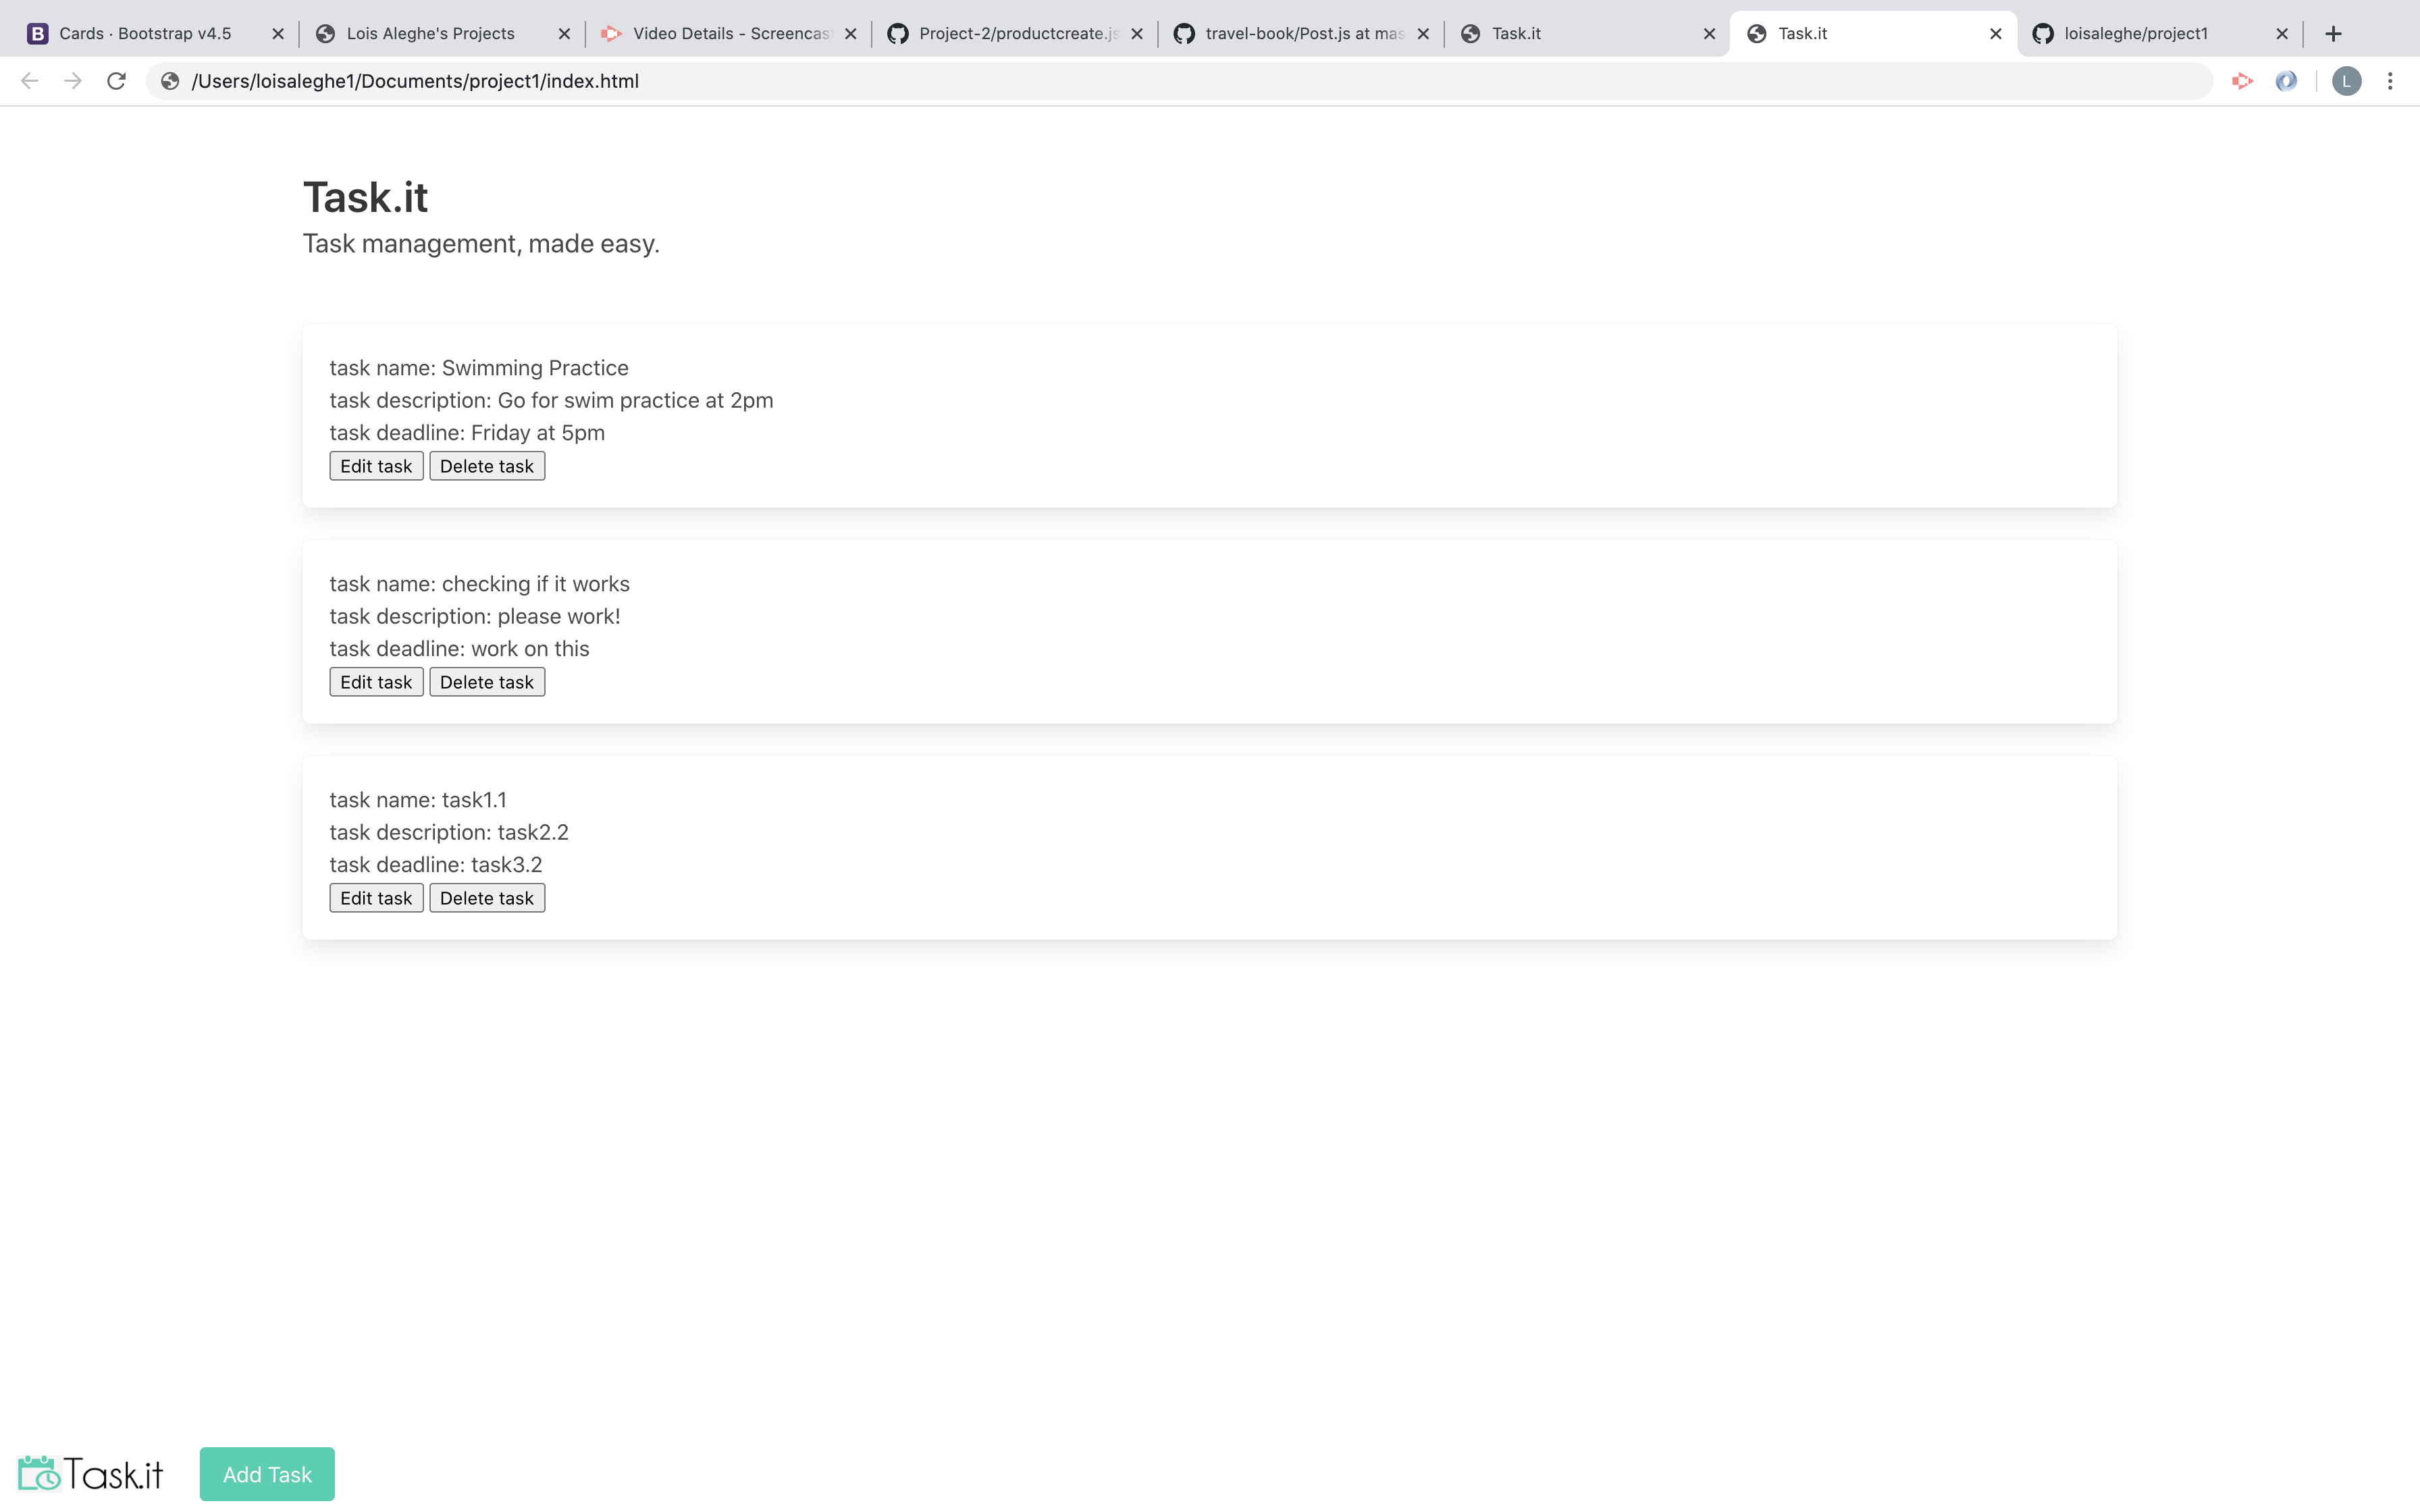 Cards · Bootstrap v4.5
Lois Aleghe's Projects
Video Details - Screencas
Project-2/productcreate.js
travel-book/Post.js at mas
Task.it
Task.it
loisaleghe/project1
/Users/loisaleghe1/Documents/project1/index.html
L
Task.it
Task management, made easy.
task name: Swimming Practice
task description: Go for swim practice at 2pm
task deadline: Friday at 5pm
Edit task Delete task
task name: checking if it works
task description: please work!
task deadline: work on this
Edit task Delete task
task name: task1.1
task description: task2.2
task deadline: task3.2
Edit task Delete task
Task.it
Add Task